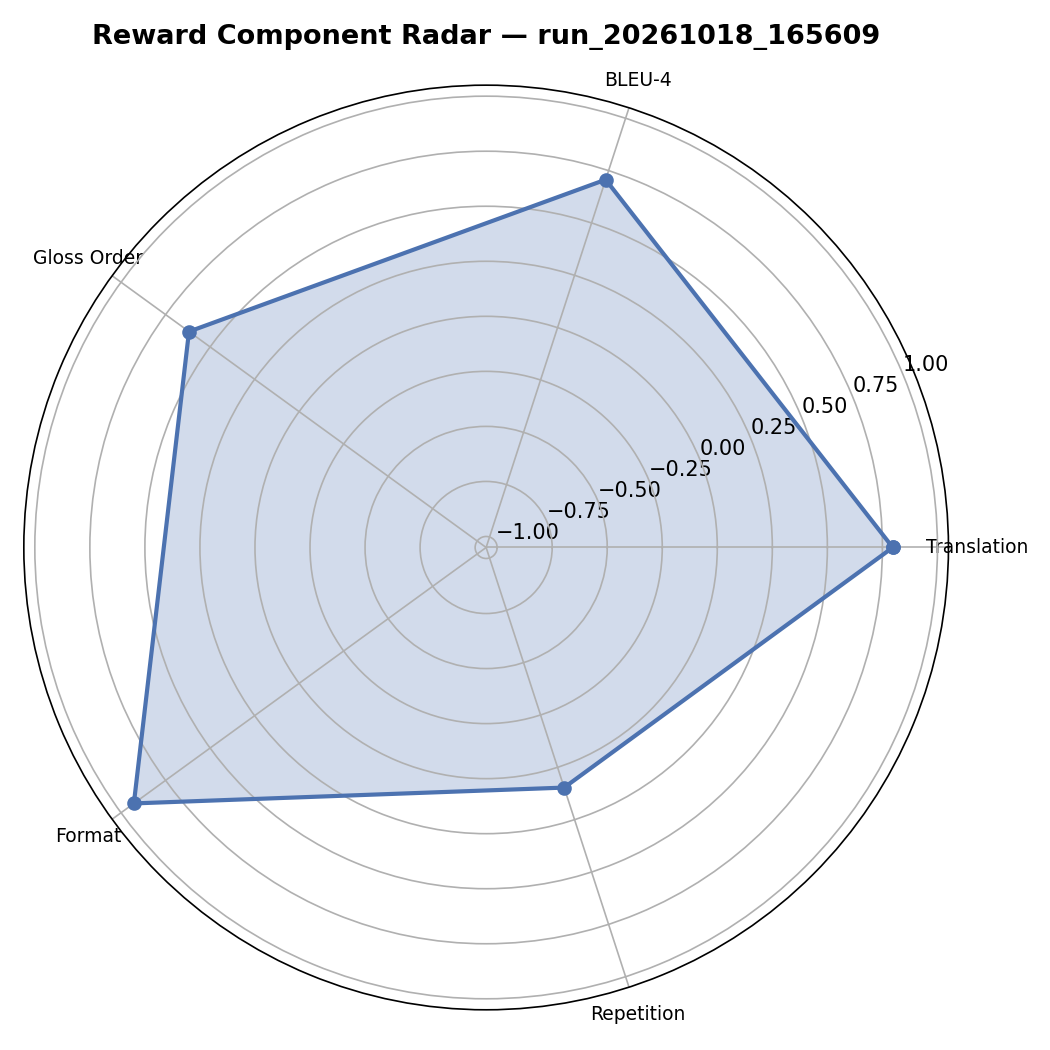 Reward Component Radar — run_20261018_165609
BLEU-4
Gloss Order
1.00
0.75
0.50
0.25
0.00
−0.25
−0.50
−0.75
−1.00
Translation
Format
Repetition